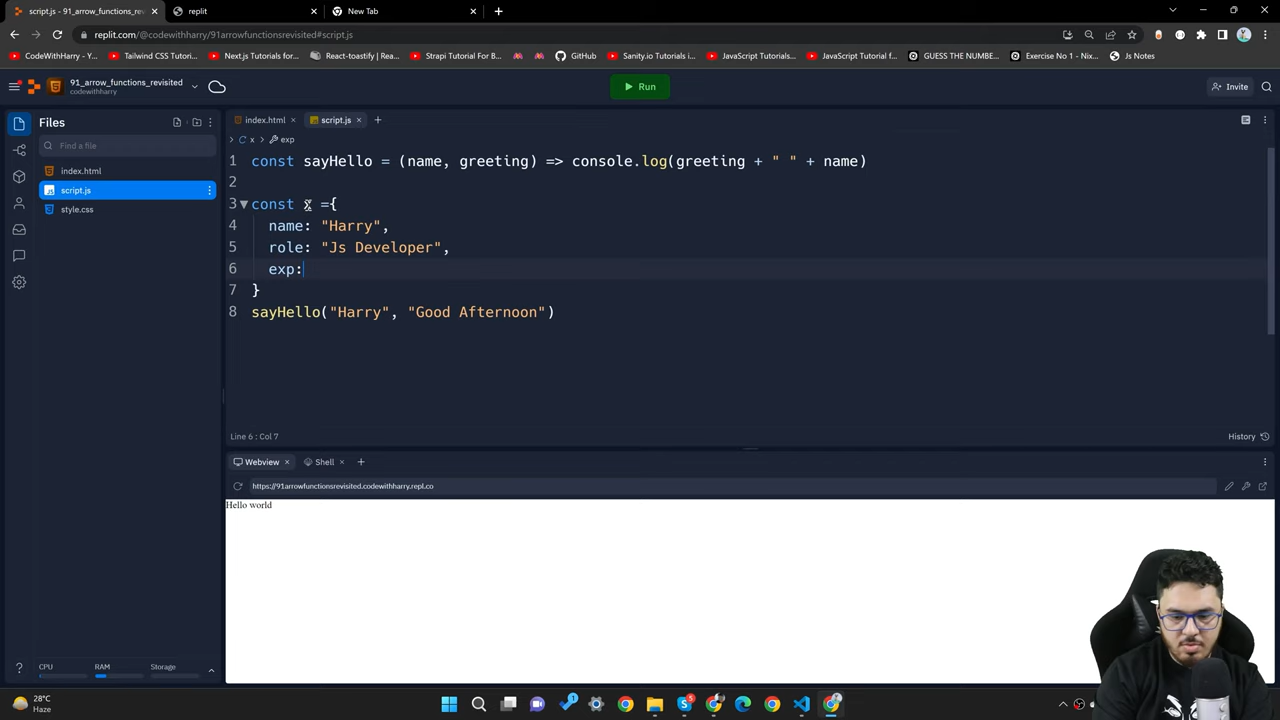 script.js - 91_arrow_functions_revisited
replit
New Tab
replit.com/@codewithharry/91arrowfunctionsrevisited#script.js
CodeWithHarry - Y...
Tailwind CSS Tutori...
Next.js Tutorials for...
React-toastify | Rea...
Strapi Tutorial For B...
GitHub
Sanity.io Tutorials i...
JavaScript Tutorial...
JavaScript Tutorial f...
GUESS THE NUMBE...
Exercise No 1 - Nix...
Js Notes
91_arrow_functions_revisited
codewithharry
Run
Invite
Files
Find a file
index.html
script.js
style.css
index.html
script.js
x > exp
1 const sayHello = (name, greeting) => console.log(greeting + " " + name)
2
3 const x ={
4 name: "Harry",
5 role: "Js Developer",
6 exp:
7 }
8 sayHello("Harry", "Good Afternoon")
Line 6 : Col 7
History
Webview
Shell
https://91arrowfunctionsrevisited.codewithharry.repl.co
Hello world
CPU
RAM
Storage
28°C
Haze